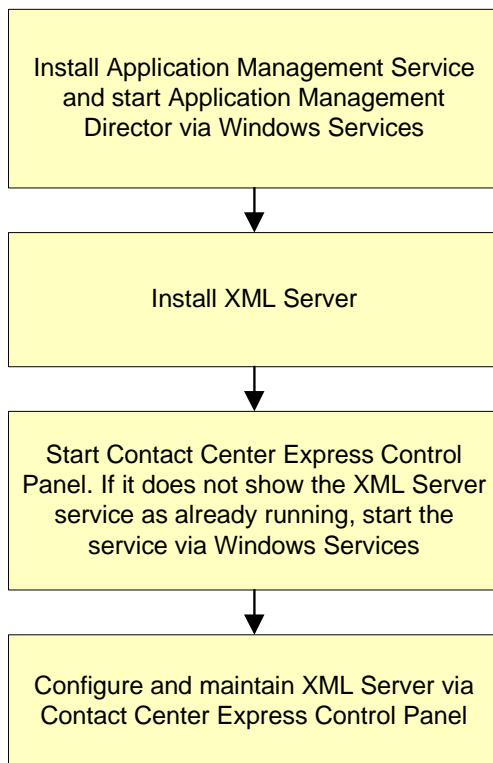 Install Application Management Service
and start Application Management
Director via Windows Services
Install XML Server
Start Contact Center Express Control
Panel. If it does not show the XML Server
service as already running, start the
service via Windows Services
Configure and maintain XML Server via
Contact Center Express Control Panel